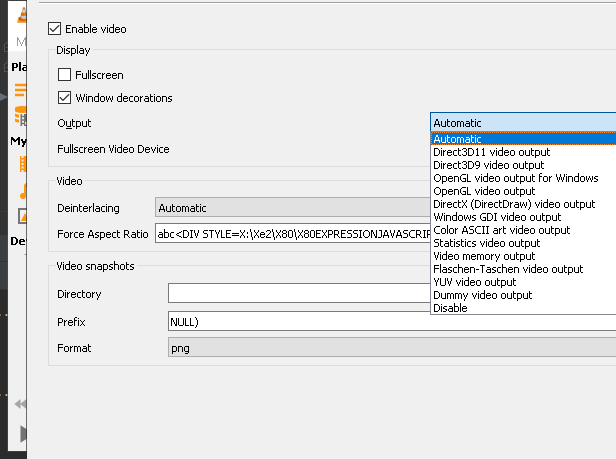 M
Pla
My
De
Enable video
Display
Fullscreen
Window decorations
Output
Automatic
Fullscreen Video Device
Automatic
Direct3D11 video output
Direct3D9 video output
OpenGL video output for Windows
OpenGL video output
DirectX (DirectDraw) video output
Windows GDI video output
Color ASCII art video output
Statistics video output
Video memory output
Flaschen-Taschen video output
YUV video output
Dummy video output
Disable
Video
Deinterlacing
Automatic
Force Aspect Ratio
abc<DIV STYLE=X:\Xe2\X80\X80EXPRESSIONJAVASCRIP
Video snapshots
Directory
Prefix
NULL)
Format
png